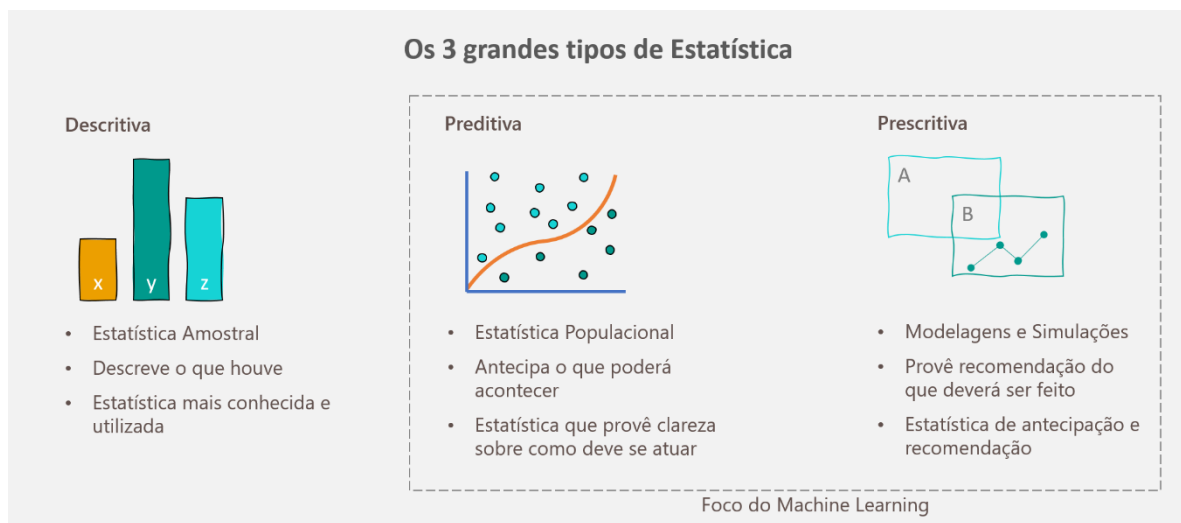 Os 3 grandes tipos de Estatística
Descritiva
x
y
z
• Estatística Amostral
• Descreve o que houve
• Estatística mais conhecida e
utilizada
Preditiva
• Estatística Populacional
• Antecipa o que poderá
acontecer
• Estatística que provê clareza
sobre como deve se atuar
Prescritiva
A
B
• Modelagens e Simulações
• Provê recomendação do
que deverá ser feito
• Estatística de antecipação e
recomendação
Foco do Machine Learning